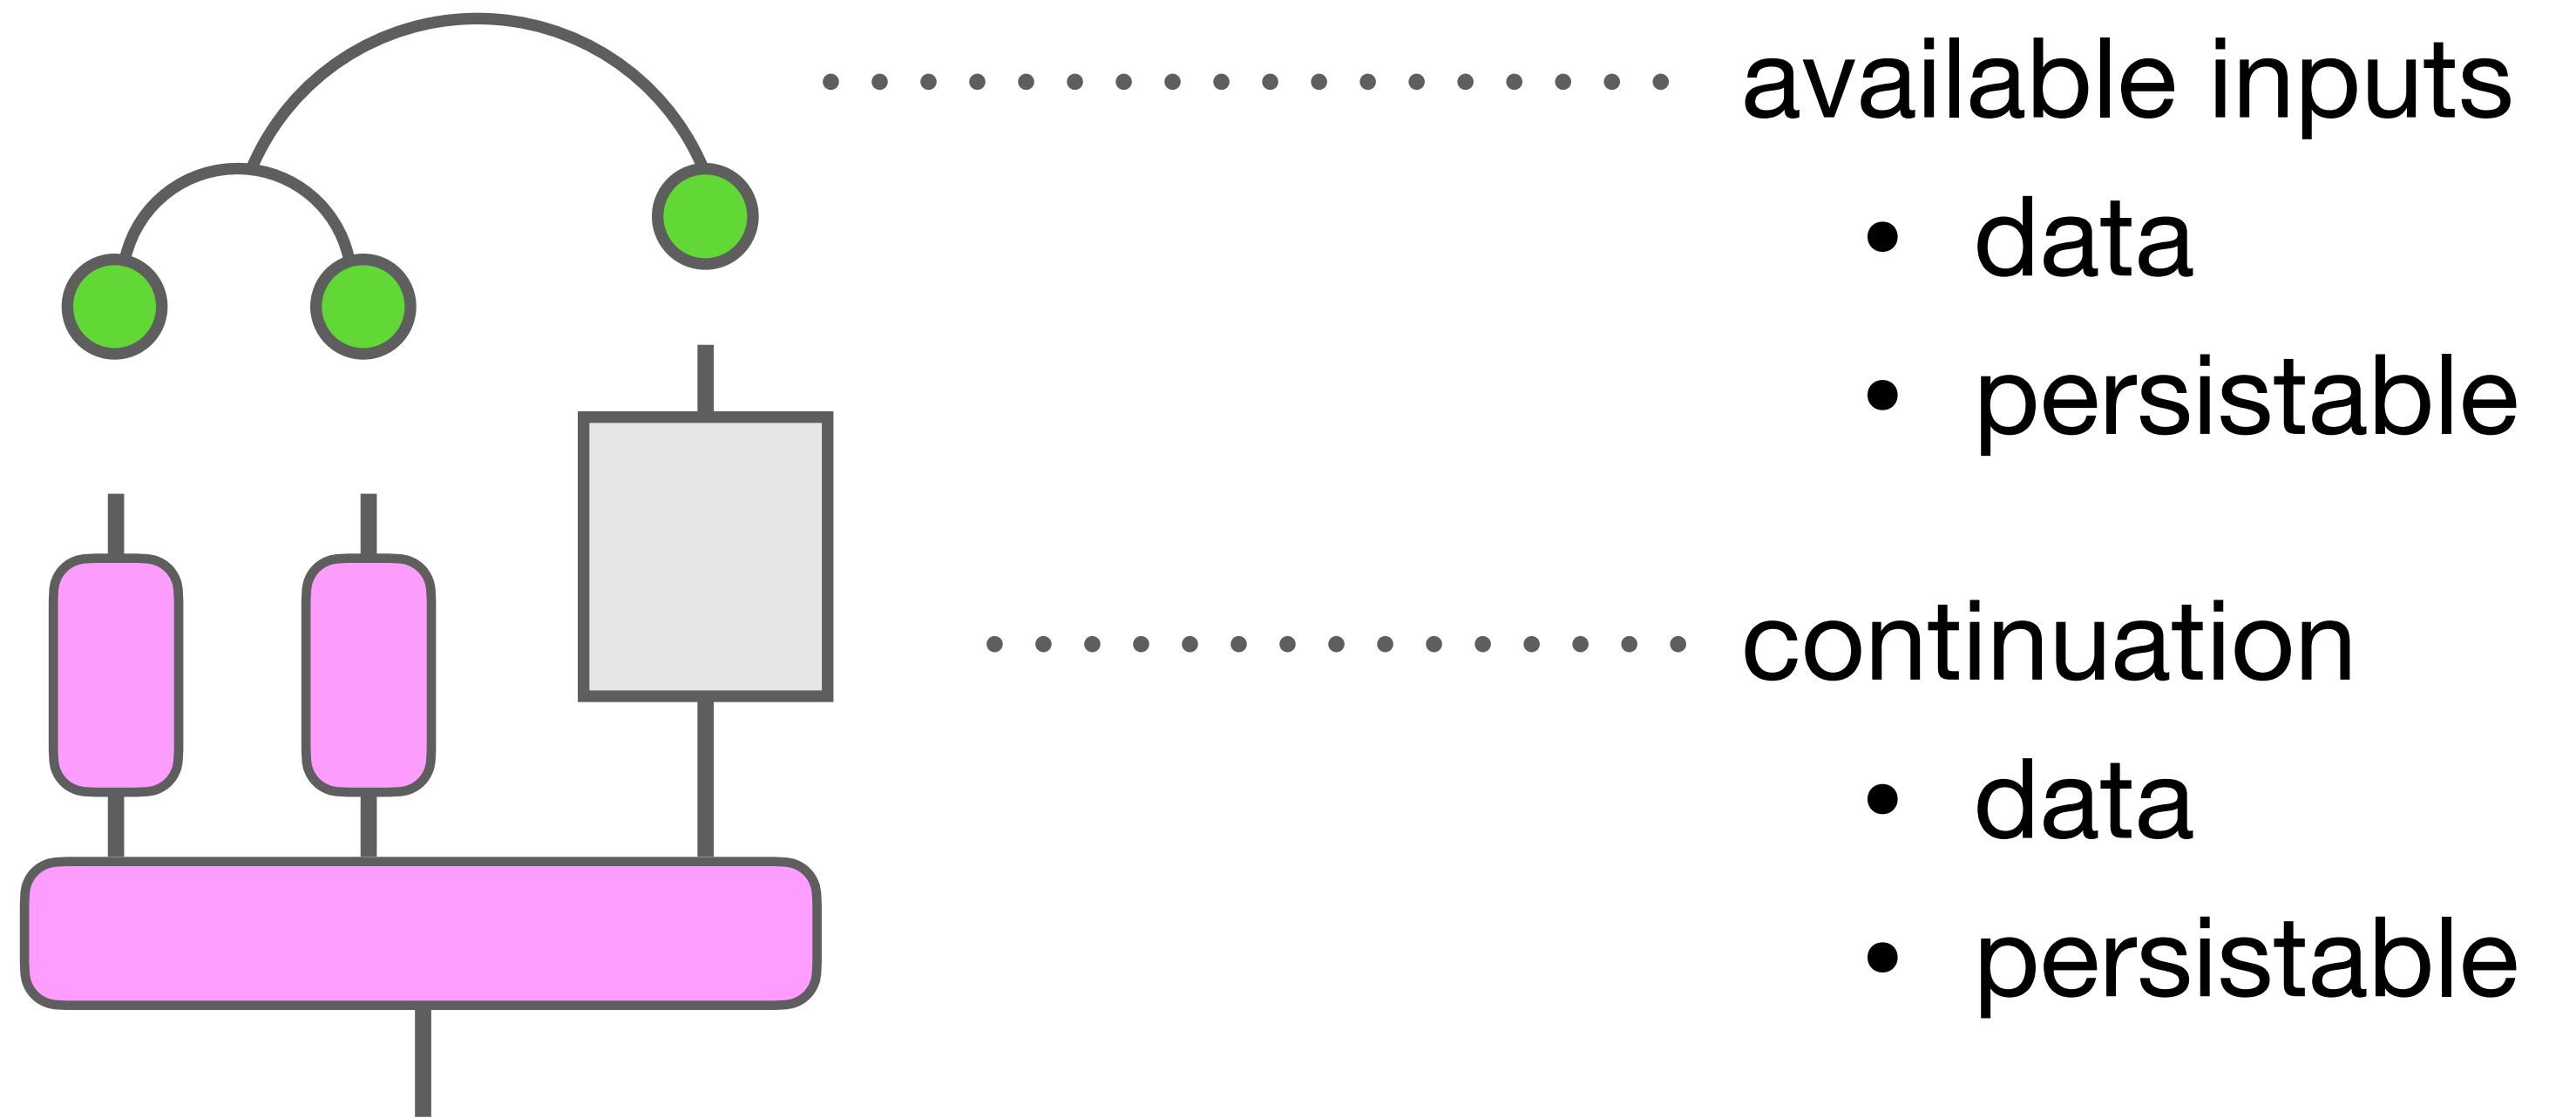 available inputs
• data
• persistable
continuation
• data
• persistable